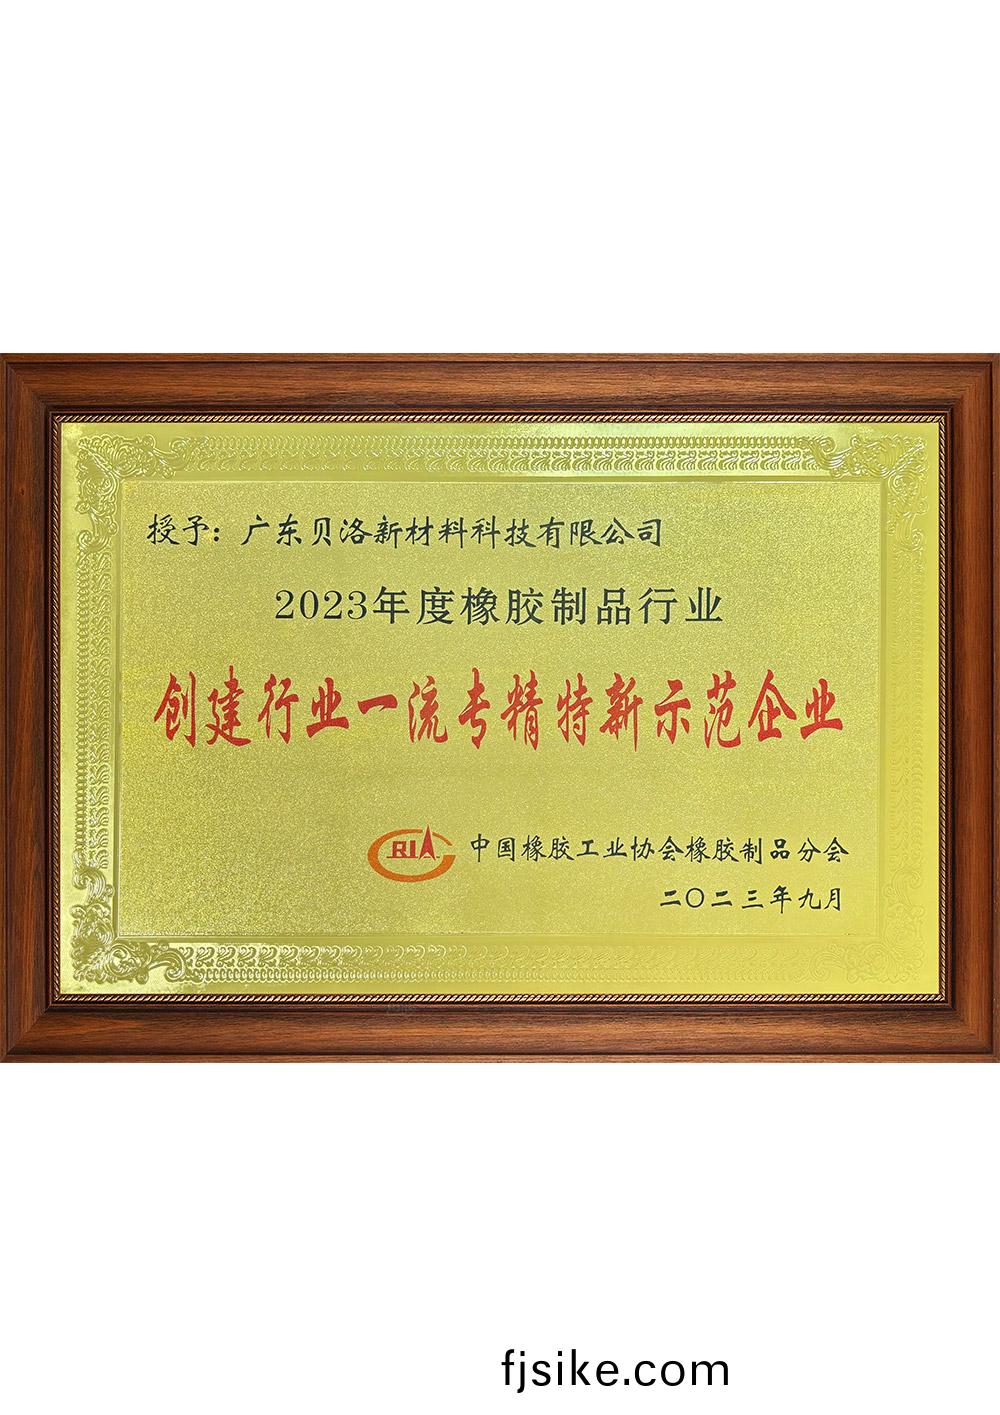 授予：广东贝洛新材料科技有限公司
2023年度橡胶制品行业
创建行业一流专精特新示范企业
RIA 中国橡胶工业协会橡胶制品分会
二〇二三年九月
fjsike.com